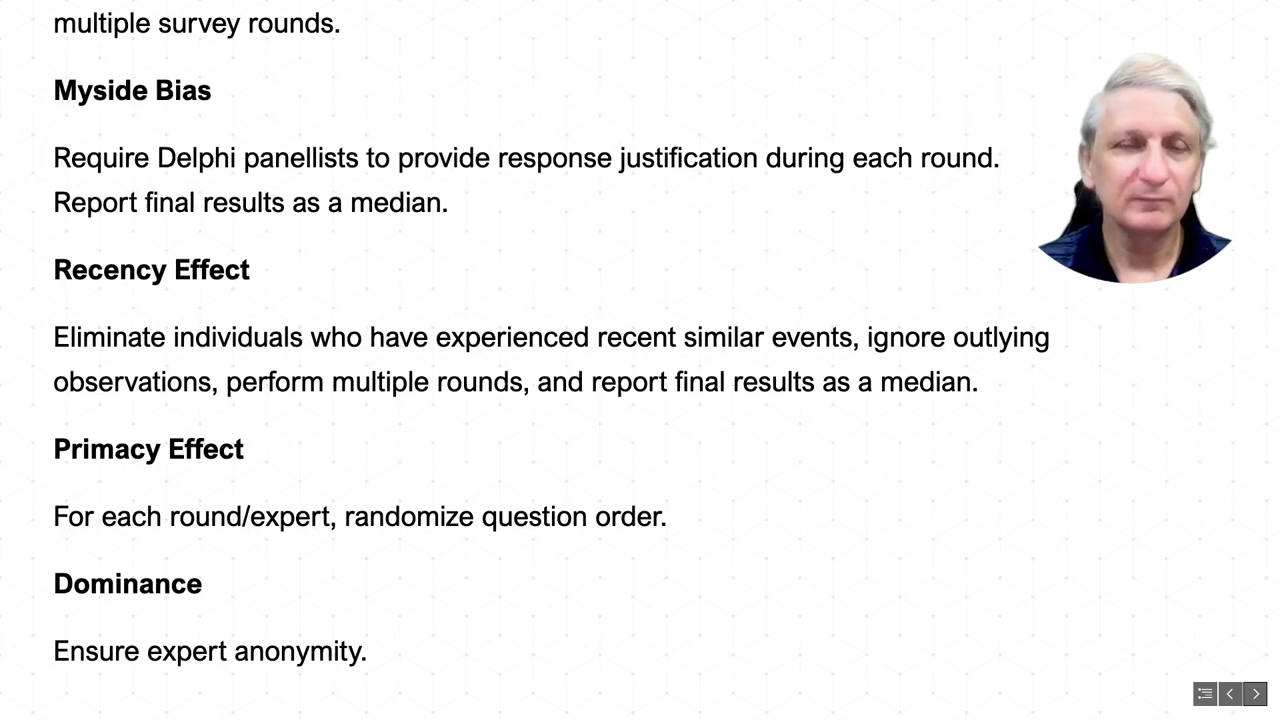 multiple survey rounds.
Myside Bias
Require Delphi panellists to provide response justification during each round.
Report final results as a median.
Recency Effect
Eliminate individuals who have experienced recent similar events, ignore outlying
observations, perform multiple rounds, and report final results as a median.
Primacy Effect
For each round/expert, randomize question order.
Dominance
Ensure expert anonymity.